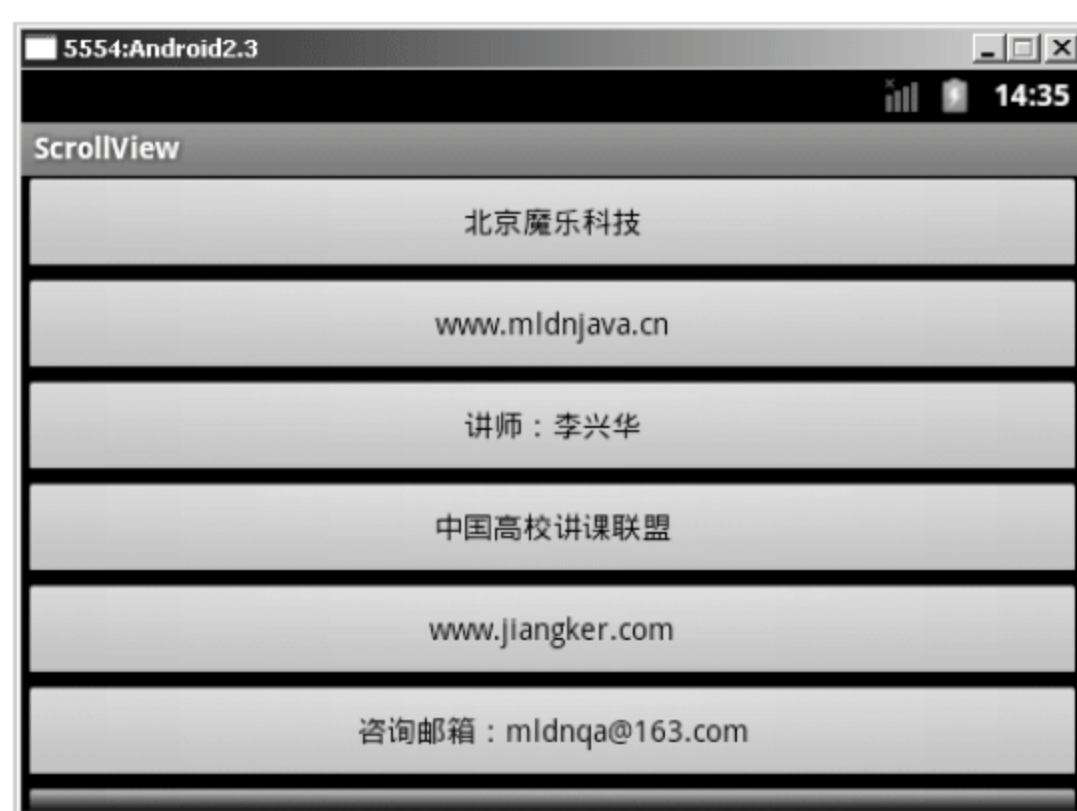 5554:Android2.3
14:35
ScrollView
北京魔乐科技
www.mldnjava.cn
讲师：李兴华
中国高校讲课联盟
www.jiangker.com
咨询邮箱：mldnqa@163.com